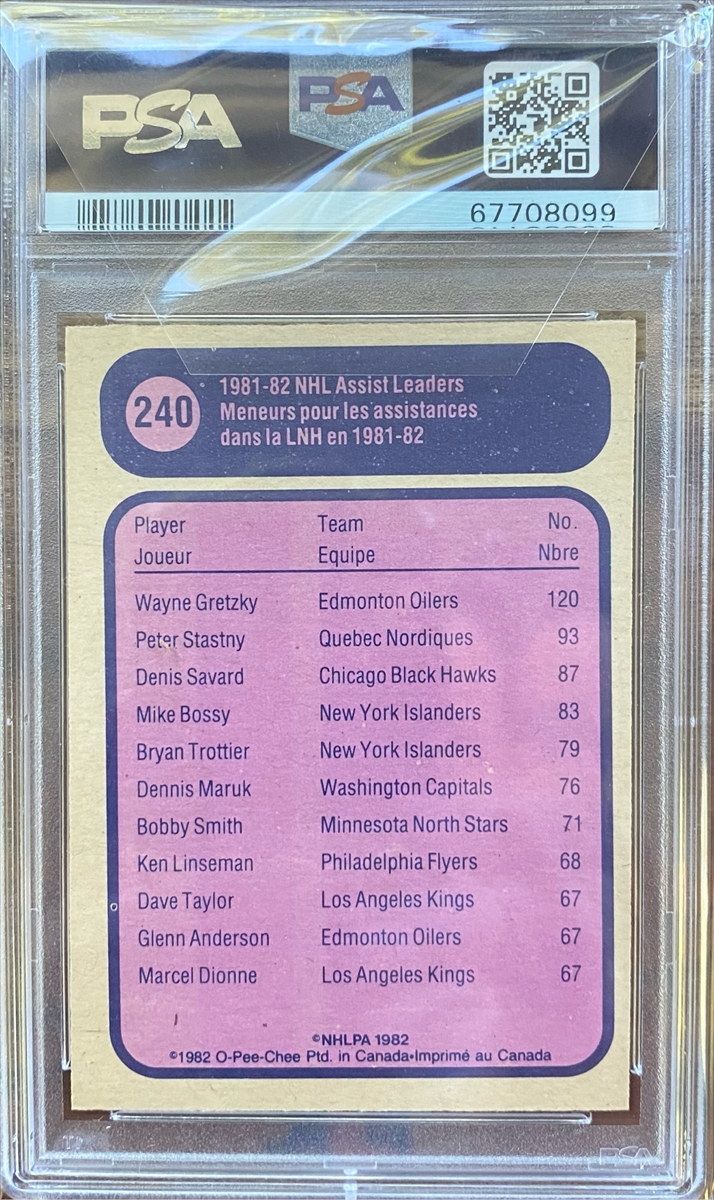 PSA PSA
67708099
240
1981-82 NHL Assist Leaders
Meneurs pour les assistances
dans la LNH en 1981-82
Player Team No.
Joueur Equipe Nbre
Wayne Gretzky Edmonton Oilers 120
Peter Stastny Quebec Nordiques 93
Denis Savard Chicago Black Hawks 87
Mike Bossy New York Islanders 83
Bryan Trottier New York Islanders 79
Dennis Maruk Washington Capitals 76
Bobby Smith Minnesota North Stars 71
Ken Linseman Philadelphia Flyers 68
Dave Taylor Los Angeles Kings 67
Glenn Anderson Edmonton Oilers 67
Marcel Dionne Los Angeles Kings 67
©NHLPA 1982
©1982 O-Pee-Chee Ptd. in Canada•Imprimé au Canada
PSA